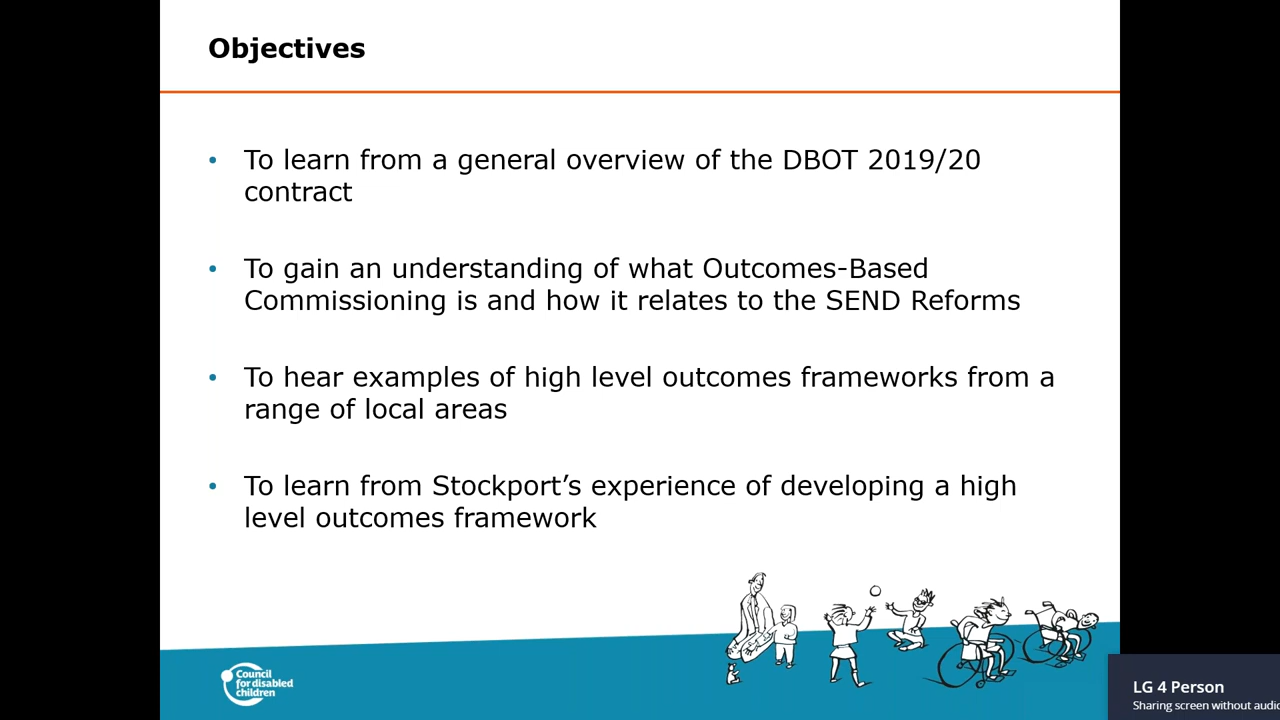 Objectives
• To learn from a general overview of the DBOT 2019/20
contract
• To gain an understanding of what Outcomes-Based
Commissioning is and how it relates to the SEND Reforms
• To hear examples of high level outcomes frameworks from a
range of local areas
• To learn from Stockport’s experience of developing a high
level outcomes framework
Council
for disabled
children
LG 4 Person
Sharing screen without audio